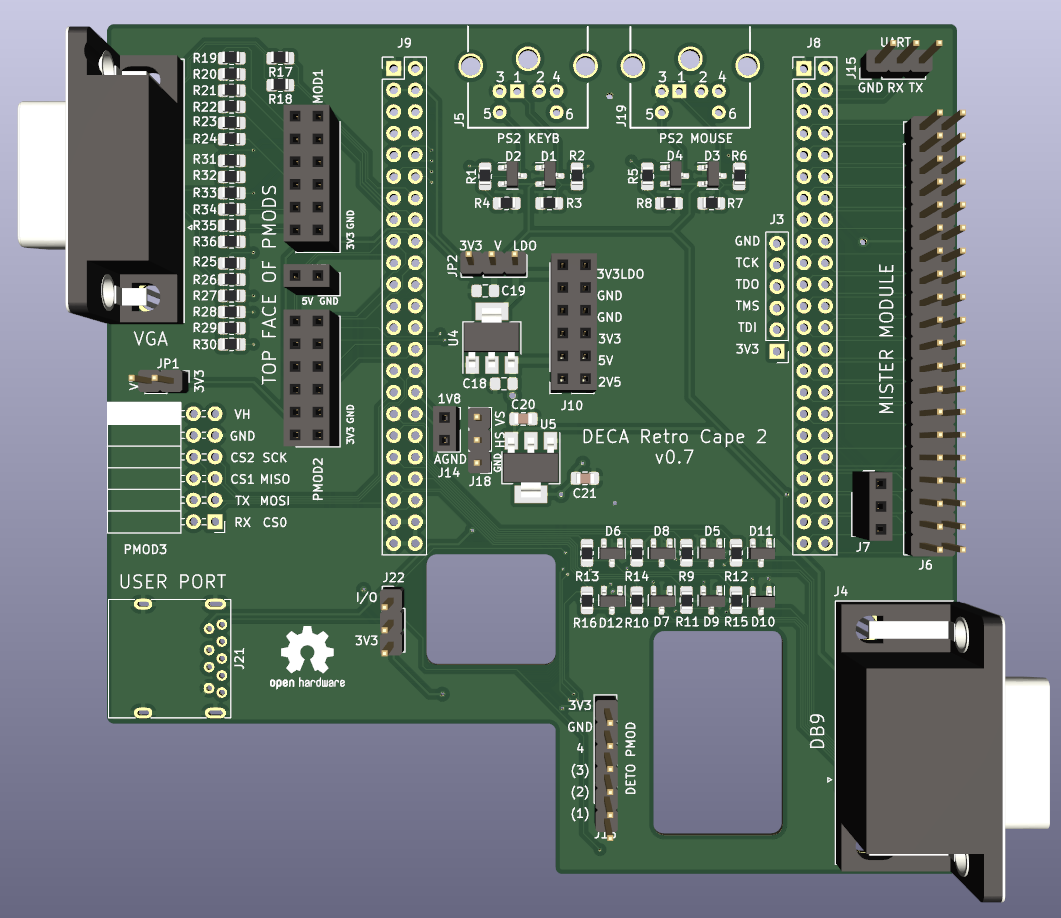 J9
J8
UART
J15
GND RX TX
R19
R20
R21
R22
R23
R24
R31
R32
R33
R34
R35
R36
R25
R26
R27
R28
R29
R30
R17
R18
MOD1
3V3 GND
5V GND
TOP FACE OF PMODS
3V3 GND
PMOD2
VGA
JP1
3V3
VH
GND
CS2 SCK
CS1 MISO
TX MOSI
RX CS0
PMOD3
USER PORT
J21
open hardware
J22
I/O
3V3
3 1 2 4
5 6
J5
PS2 KEYB
3 1 2 4
5 6
J19
PS2 MOUSE
R1
D2
D1
R2
R4
R3
R5
D4
D3
R6
R8
R7
3V3 V LDO
JP2
C19
U4
C18
3V3LDO
GND
GND
3V3
5V
2V5
J10
J3
GND
TCK
TDO
TMS
TDI
3V3
1V8
AGND
J14
HS VS
GND
J18
C20
U5
C21
DECA Retro Cape 2
v0.7
MISTER MODULE
J7
J6
D6 D8 D5 D11
R13 R14 R9 R12
R16 D12 R10 D7 R11 D9 R15 D10
J4
DB9
3V3
GND
4
(3)
(2)
(1)
DETO PMOD